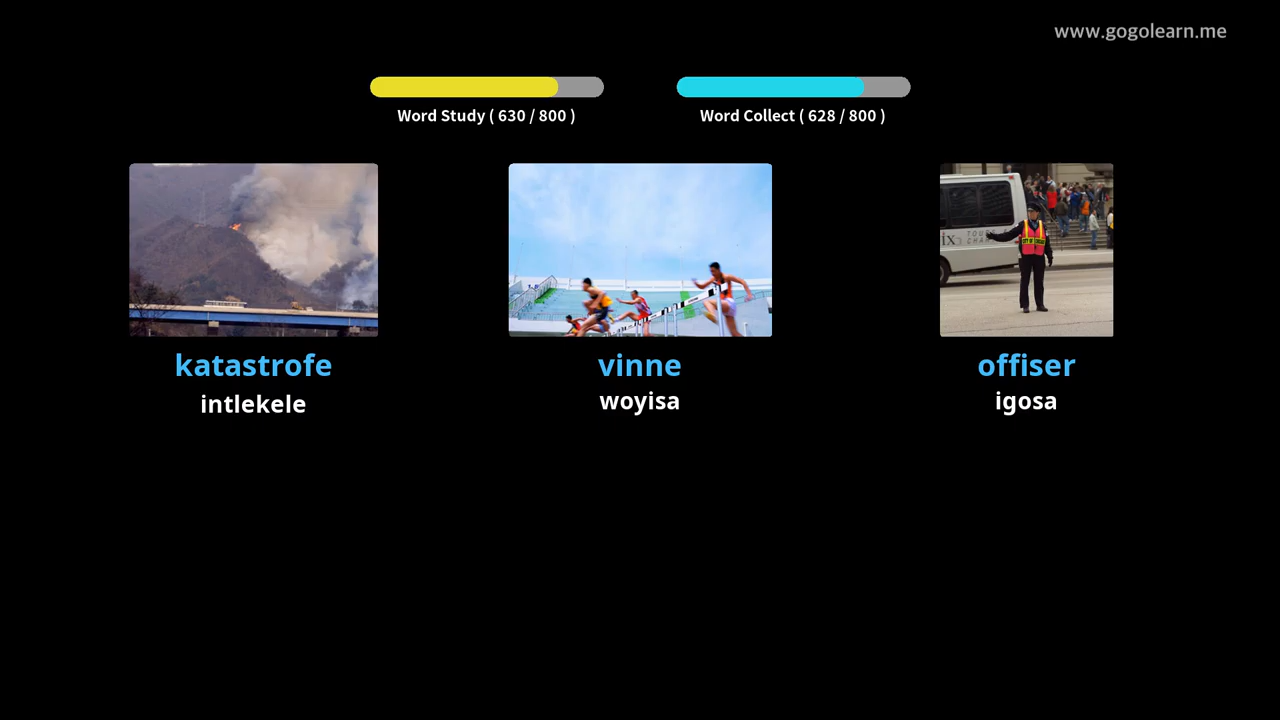 www.gogolearn.me
Word Study ( 630 / 800 )
Word Collect ( 628 / 800 )
katastrofe
vinne
offiser
intlekele
woyisa
igosa